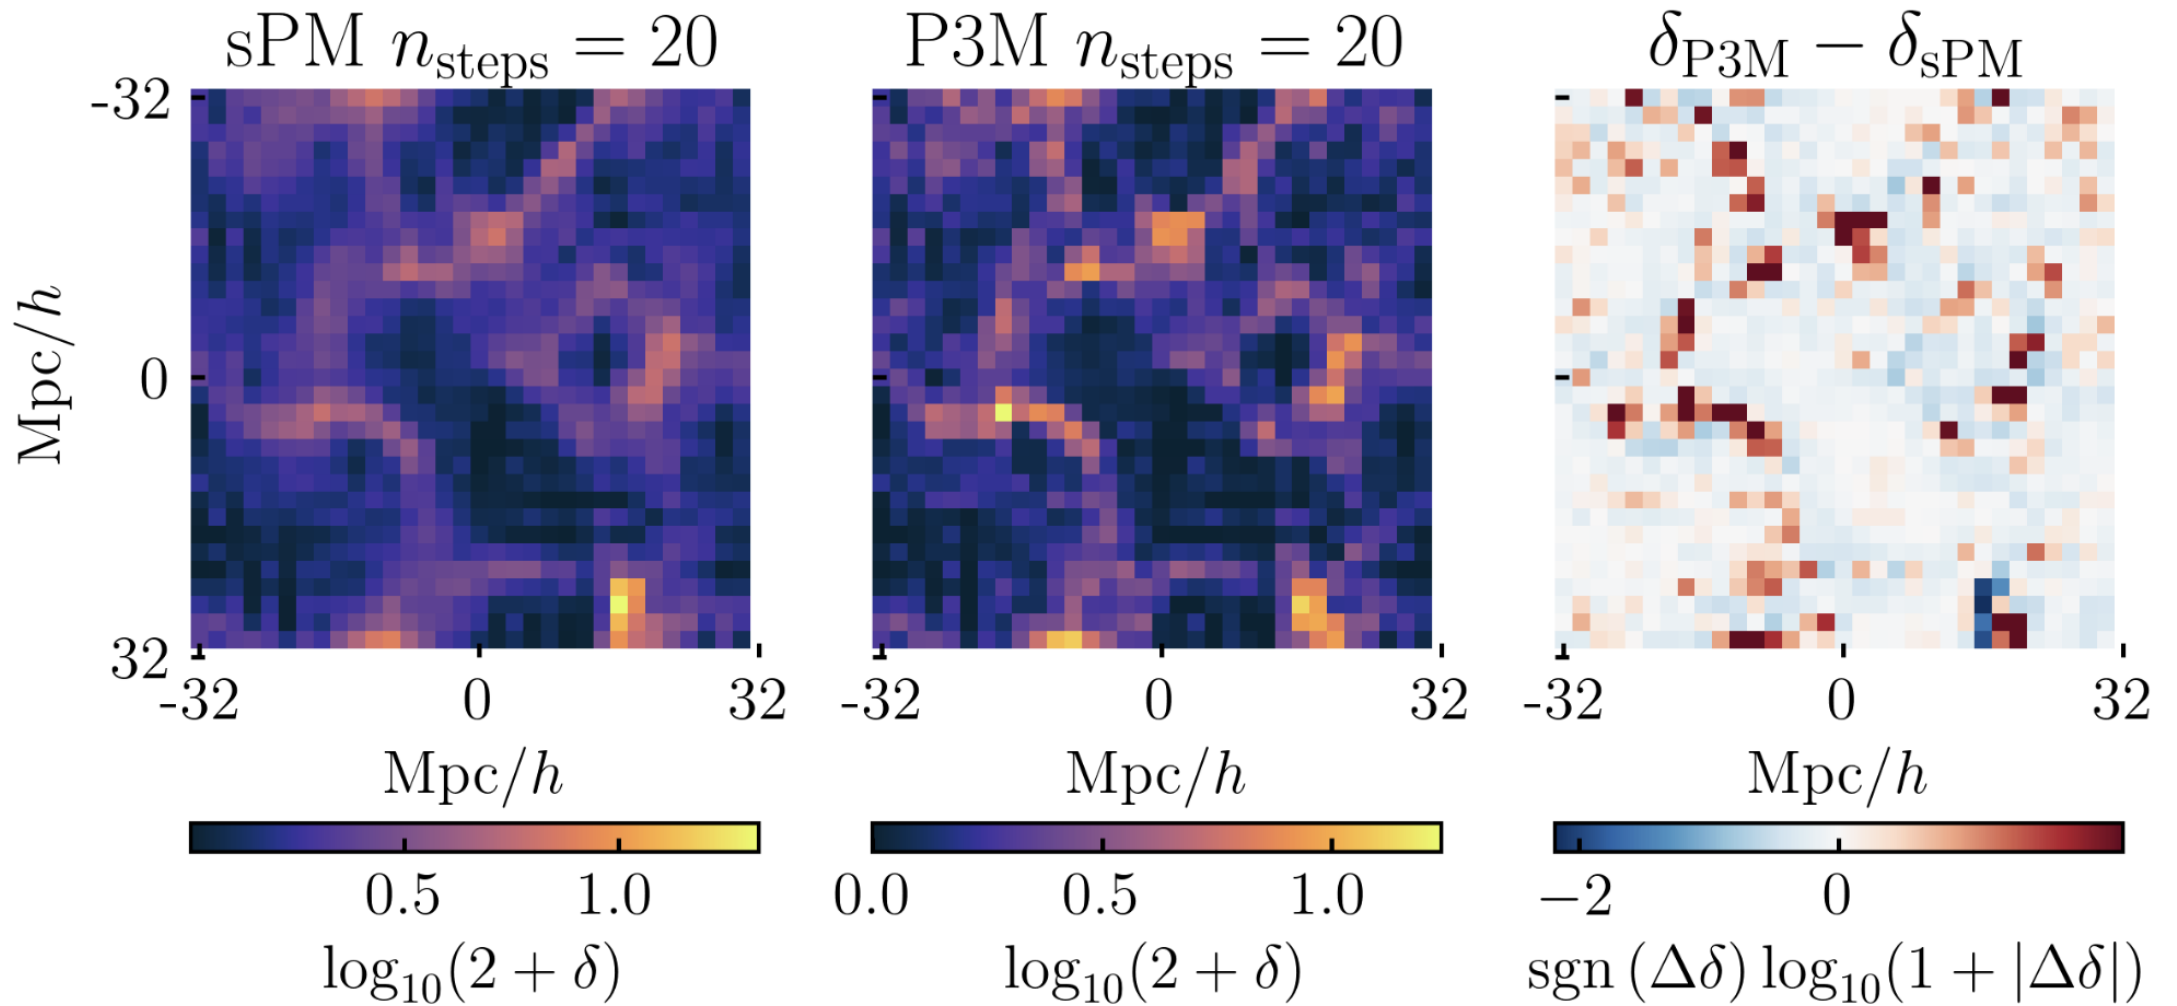 sPM n_steps = 20
P3M n_steps = 20
δ_P3M − δ_sPM
-32
0
32
Mpc/h
-32 0 32
-32 0 32
-32 0 32
Mpc/h
Mpc/h
Mpc/h
0.5 1.0
0.0 0.5 1.0
−2 0
log₁₀(2 + δ)
log₁₀(2 + δ)
sgn (Δδ) log₁₀(1 + |Δδ|)